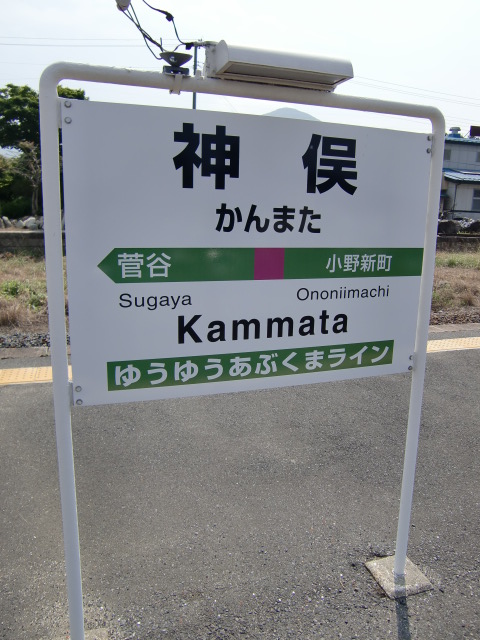 神俣
かんまた
菅谷 小野新町
Sugaya Ononiimachi
Kammata
ゆうゆうあぶくまライン